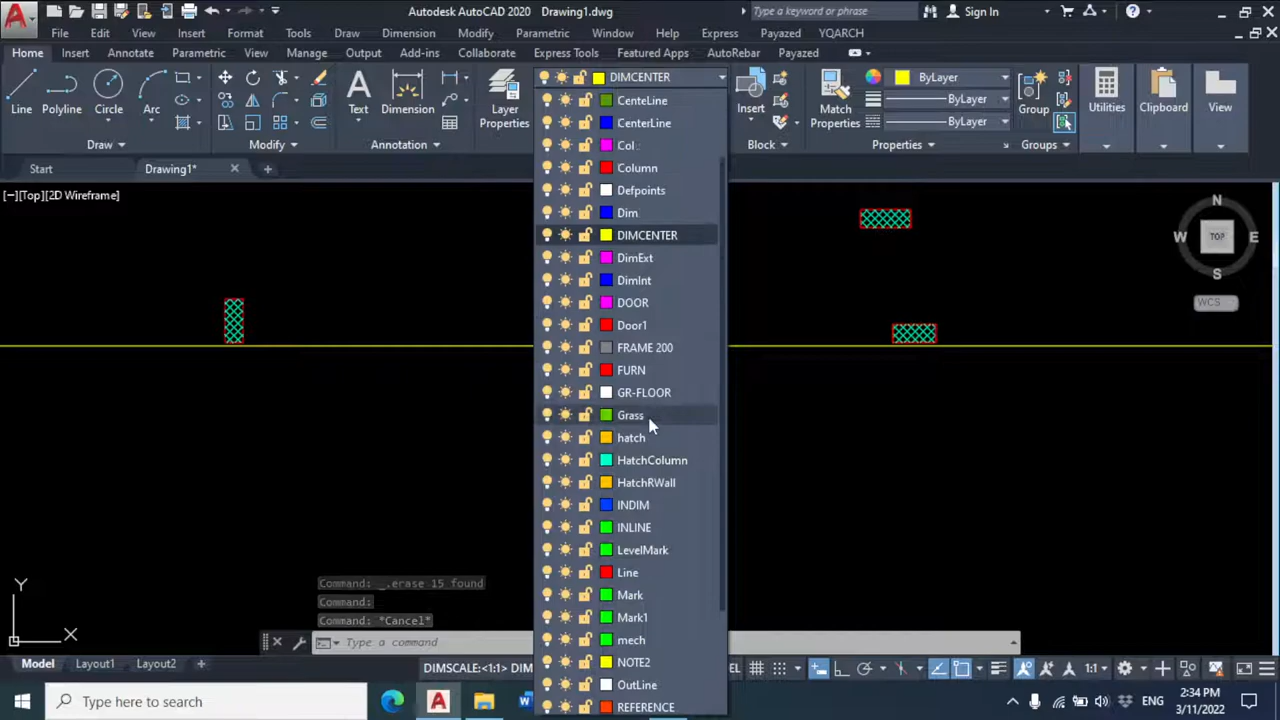 Autodesk AutoCAD 2020 Drawing1.dwg
Type a keyword or phrase
Sign In
File Edit View Insert Format Tools Draw Dimension Modify Parametric Window Help Express Payazed YQARCH
Home Insert Annotate Parametric View Manage Output Add-ins Collaborate Express Tools Featured Apps AutoRebar Payazed
Line Polyline Circle Arc
Text Dimension
Layer Properties
DIMCENTER
Insert
Match Properties
ByLayer
ByLayer
ByLayer
Group
Utilities Clipboard View
Draw Modify Annotation Block Properties Groups
Start Drawing1*
[−][Top][2D Wireframe]
CenteLine
CenterLine
Col
Column
Defpoints
Dim
DIMCENTER
DimExt
DimInt
DOOR
Door1
FRAME 200
FURN
GR-FLOOR
Grass
hatch
HatchColumn
HatchRWall
INDIM
INLINE
LevelMark
Line
Mark
Mark1
mech
NOTE2
OutLine
REFERENCE
N
W TOP E
S
WCS
Y
X
Command: _.erase 15 found
Command:
Command: *Cancel*
Type a command
Model Layout1 Layout2
DIMSCALE:<1:1> DIM
EL
1:1
Type here to search
W
ENG
2:34 PM
3/11/2022